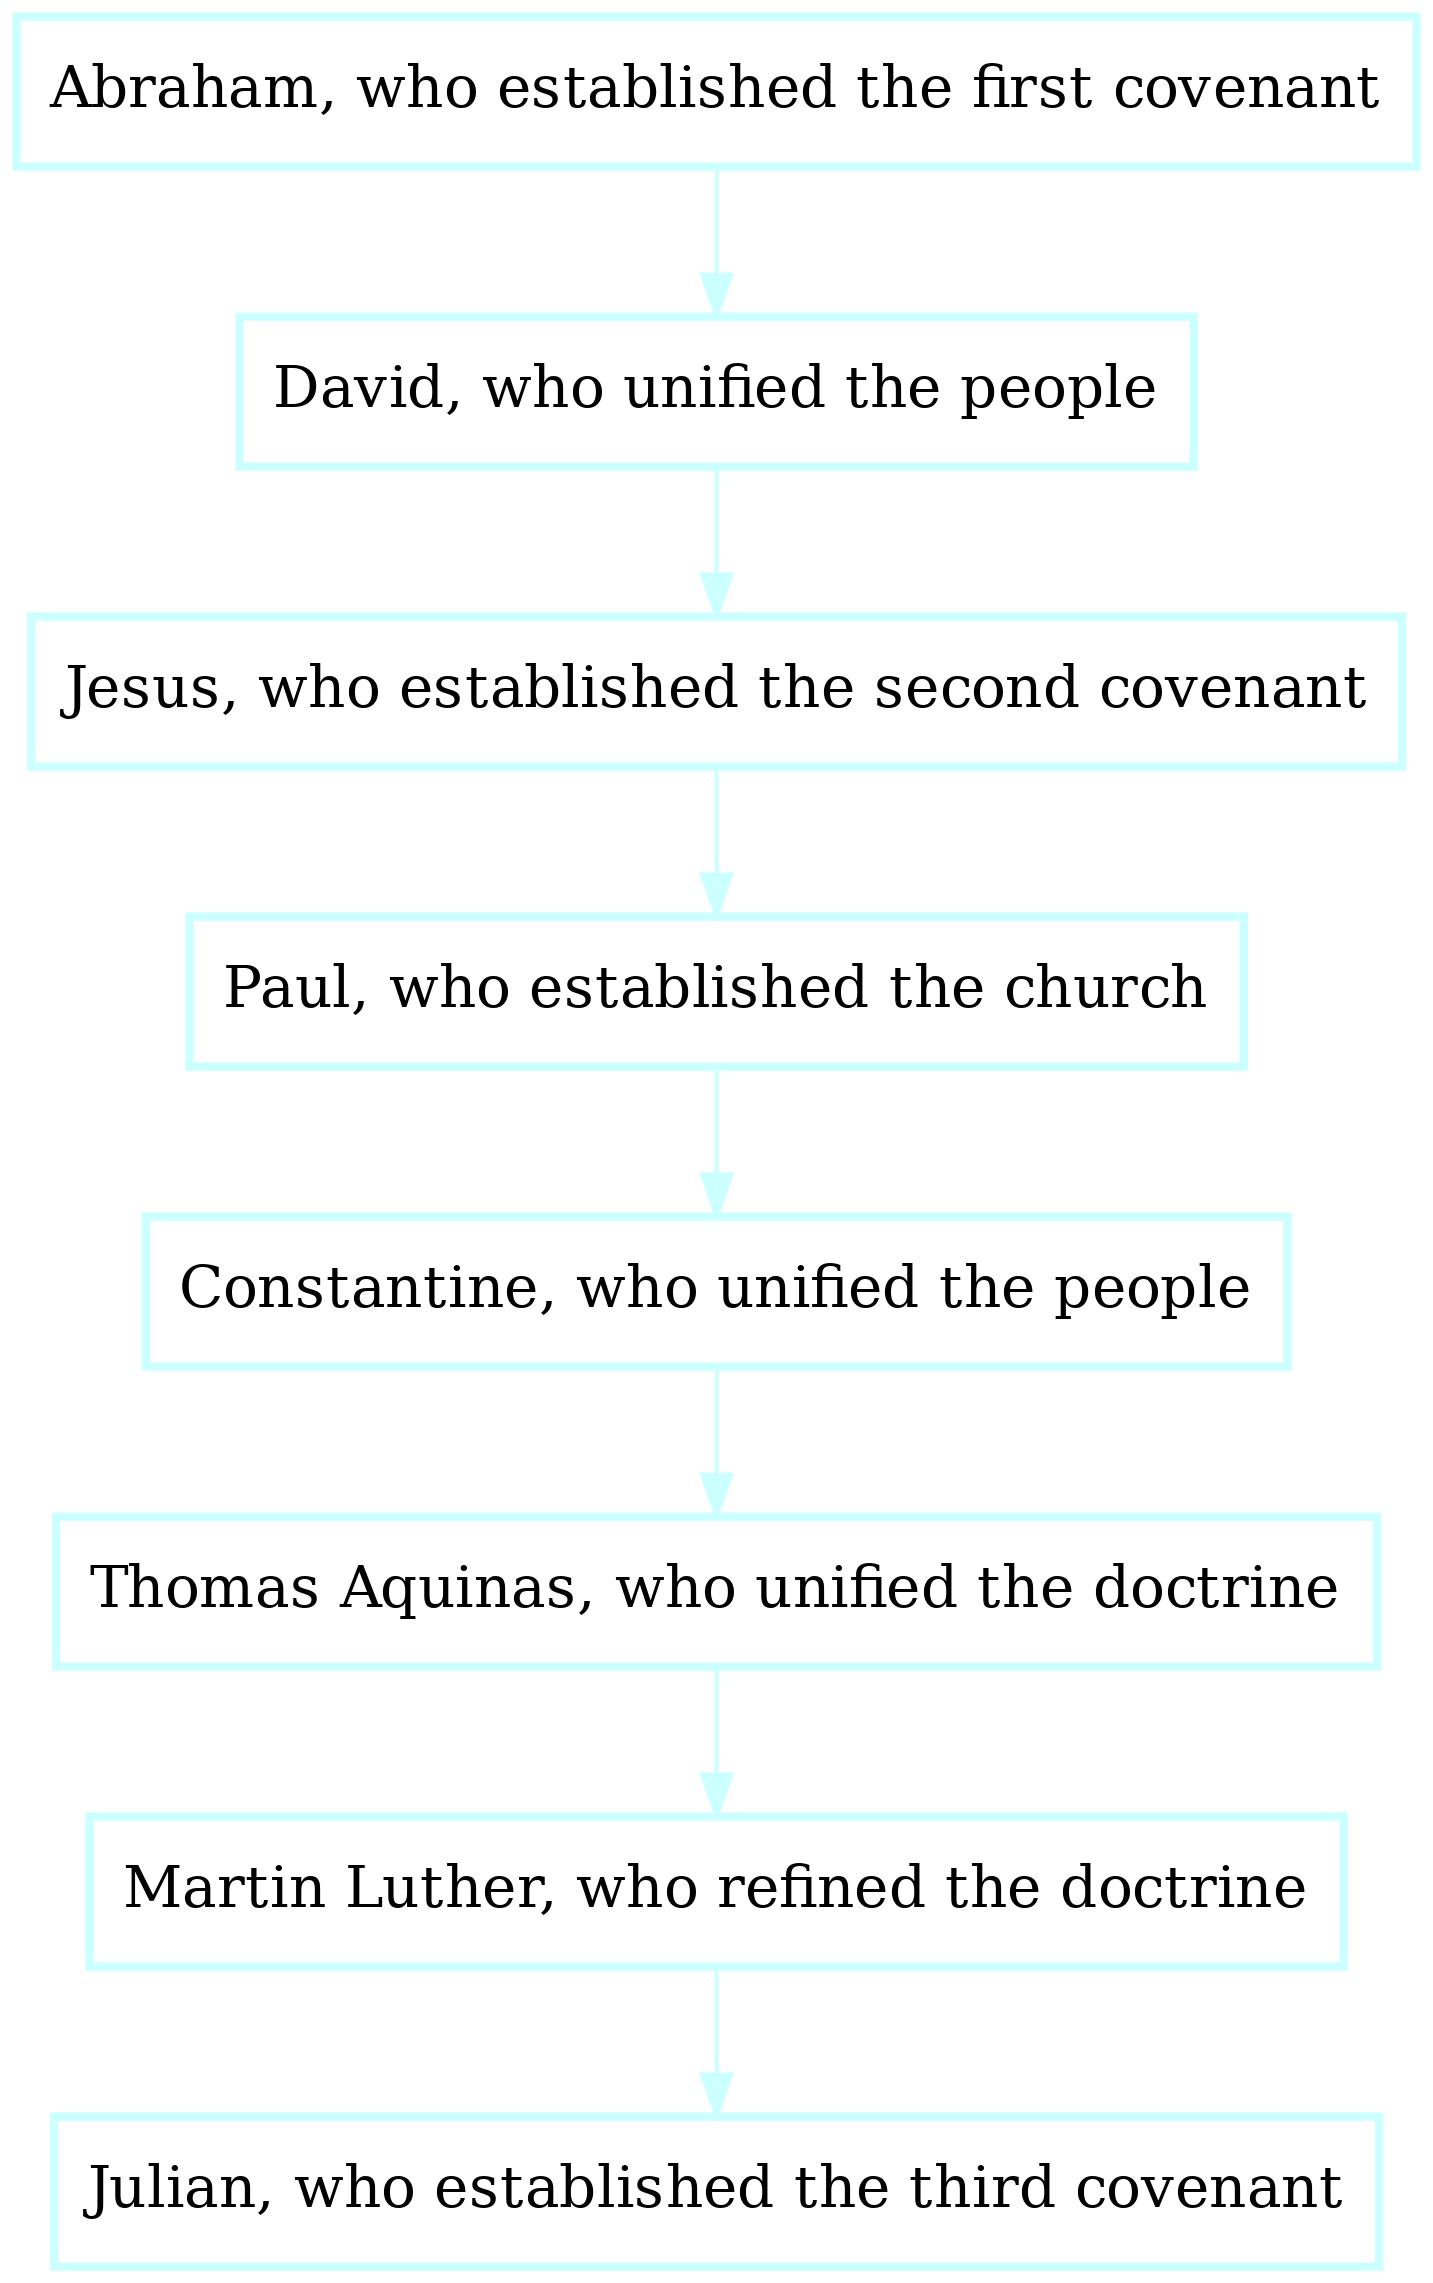 Abraham, who established the first covenant
David, who unified the people
Jesus, who established the second covenant
Paul, who established the church
Constantine, who unified the people
Thomas Aquinas, who unified the doctrine
Martin Luther, who refined the doctrine
Julian, who established the third covenant